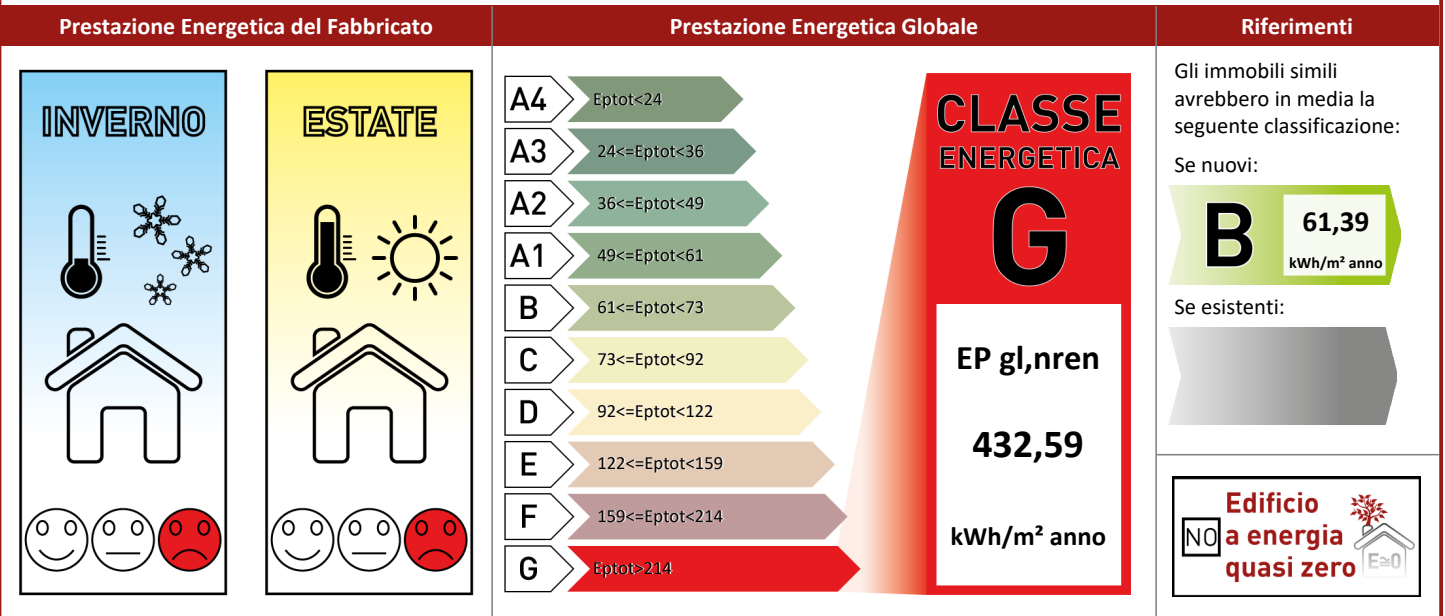 Prestazione Energetica del Fabbricato
Prestazione Energetica Globale
Riferimenti
INVERNO
ESTATE
A4
Eptot<24
A3
24<=Eptot<36
A2
36<=Eptot<49
A1
49<=Eptot<61
B
61<=Eptot<73
C
73<=Eptot<92
D
92<=Eptot<122
E
122<=Eptot<159
F
159<=Eptot<214
G
Eptot>214
CLASSE
ENERGETICA
G
EP gl,nren
432,59
kWh/m² anno
Gli immobili simili
avrebbero in media la
seguente classificazione:
Se nuovi:
B
61,39
kWh/m² anno
Se esistenti:
Edificio
NO a energia
quasi zero
E≅0